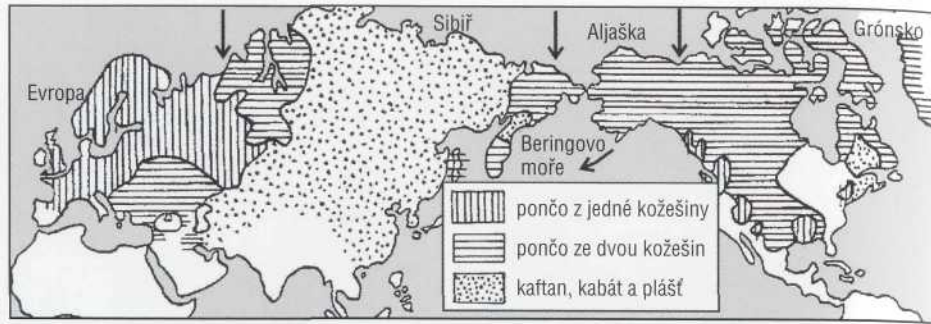 Sibiř
Aljaška
Grónsko
Evropa
Beringovo
moře
pončo z jedné kožešiny
pončo ze dvou kožešin
kaftan, kabát a plášť